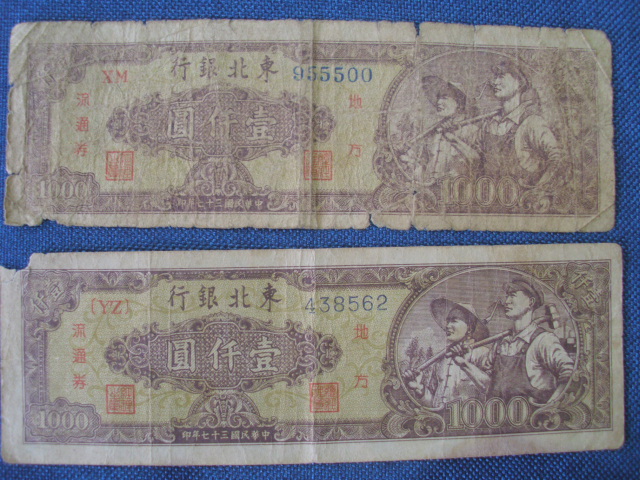 XM
東北銀行
955500
地方
流通券
壹仟圓
1000
1000
中華民國三十七年印
[YZ]
東北銀行
438562
地方
流通券
壹仟圓
1000
1000
中華民國三十七年印